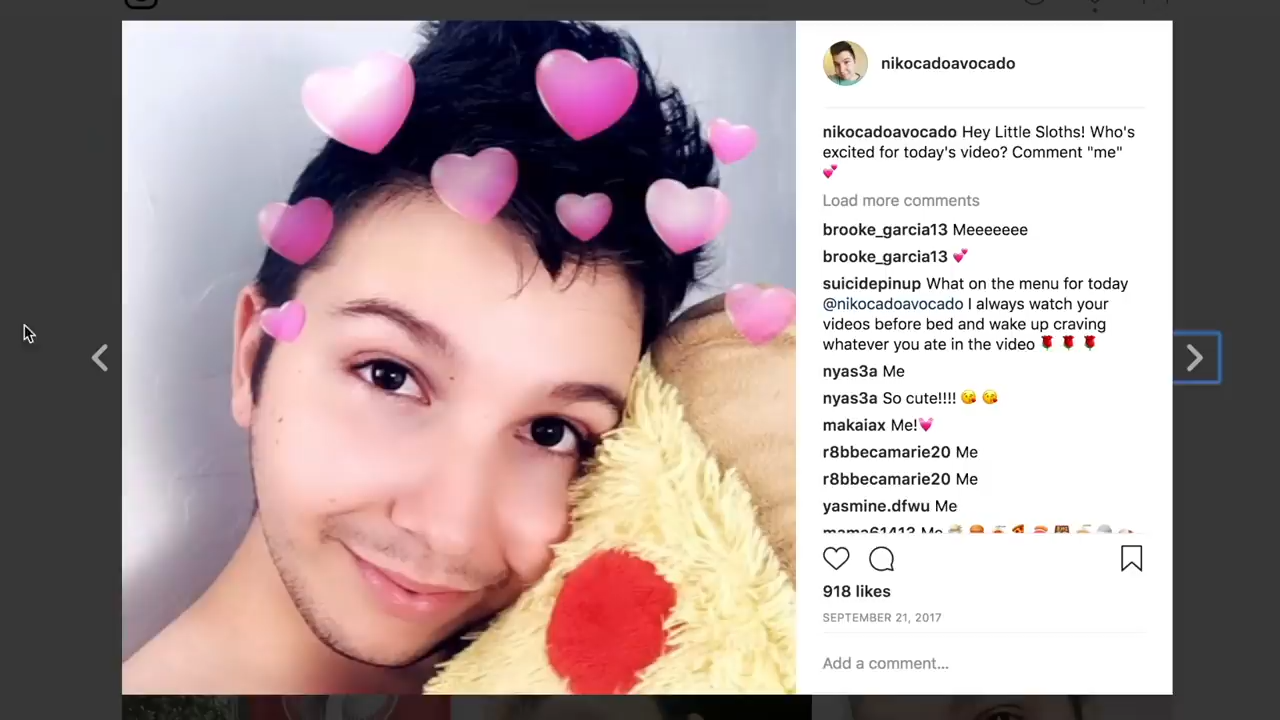 nikocadoavocado
nikocadoavocado Hey Little Sloths! Who's
excited for today's video? Comment "me"
💕
Load more comments
brooke_garcia13 Meeeeeee
brooke_garcia13 💕
suicidepinup What on the menu for today
@nikocadoavocado I always watch your
videos before bed and wake up craving
whatever you ate in the video 🌹 🌹 🌹
nyas3a Me
nyas3a So cute!!!! 😘 😘
makaiax Me!💓
r8bbecamarie20 Me
r8bbecamarie20 Me
yasmine.dfwu Me
mama61413 Me
918 likes
SEPTEMBER 21, 2017
Add a comment...